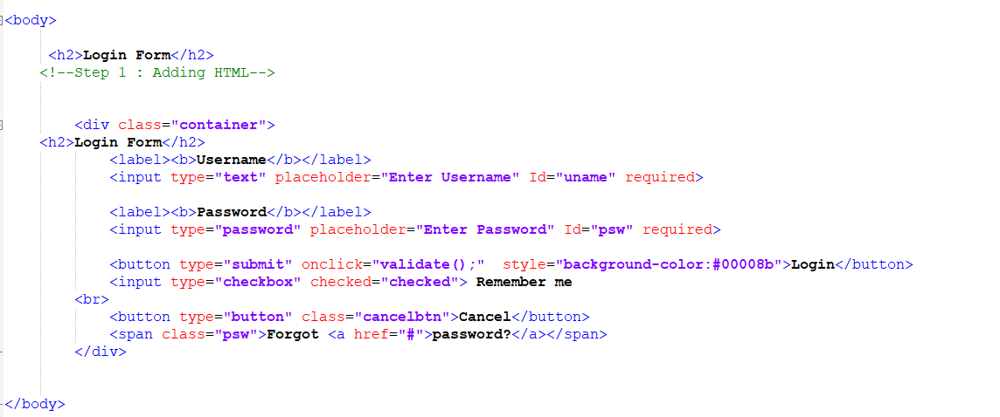 <body>
<h2>Login Form</h2>
<!--Step 1 : Adding HTML-->
<div class="container">
<h2>Login Form</h2>
<label><b>Username</b></label>
<input type="text" placeholder="Enter Username" Id="uname" required>
<label><b>Password</b></label>
<input type="password" placeholder="Enter Password" Id="psw" required>
<button type="submit" onclick="validate();"  style="background-color:#00008b">Login</button>
<input type="checkbox" checked="checked"> Remember me
<br>
<button type="button" class="cancelbtn">Cancel</button>
<span class="psw">Forgot <a href="#">password?</a></span>
</div>
</body>